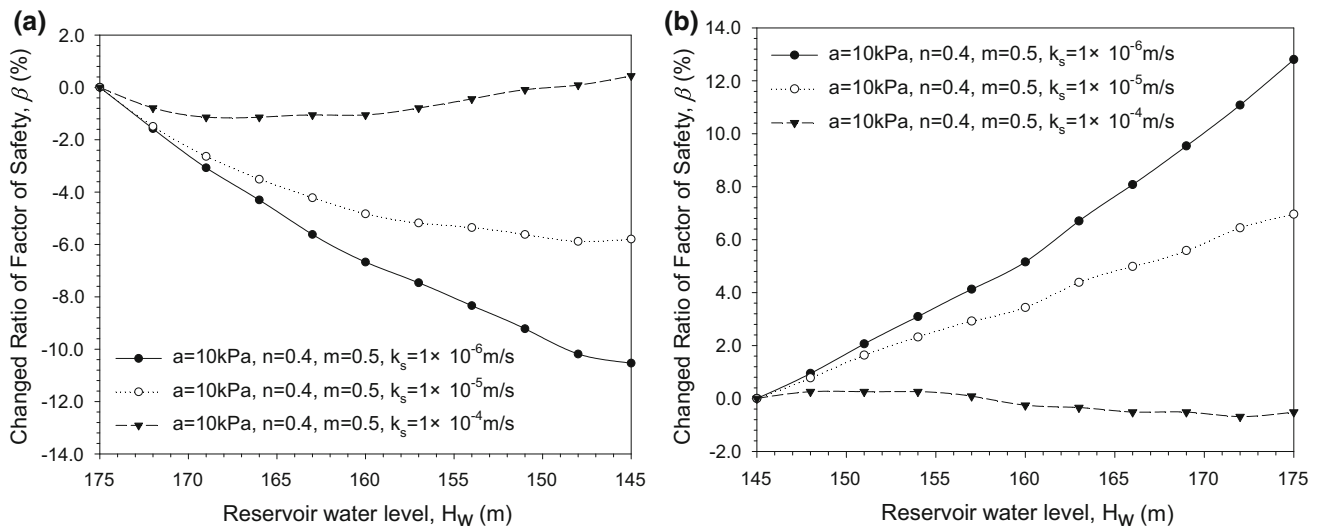 (a)
2.0
0.0
-2.0
-4.0
-6.0
-8.0
-10.0
-12.0
-14.0
Changed Ratio of Factor of Safety, β (%)
a=10kPa, n=0.4, m=0.5, kₛ=1× 10⁻⁶m/s
a=10kPa, n=0.4, m=0.5, kₛ=1× 10⁻⁵m/s
a=10kPa, n=0.4, m=0.5, kₛ=1× 10⁻⁴m/s
175 170 165 160 155 150 145
Reservoir water level, H_W (m)
(b)
14.0
12.0
10.0
8.0
6.0
4.0
2.0
0.0
-2.0
Changed Ratio of Factor of Safety, β (%)
a=10kPa, n=0.4, m=0.5, kₛ=1× 10⁻⁶m/s
a=10kPa, n=0.4, m=0.5, kₛ=1× 10⁻⁵m/s
a=10kPa, n=0.4, m=0.5, kₛ=1× 10⁻⁴m/s
145 150 155 160 165 170 175
Reservoir water level, H_W (m)